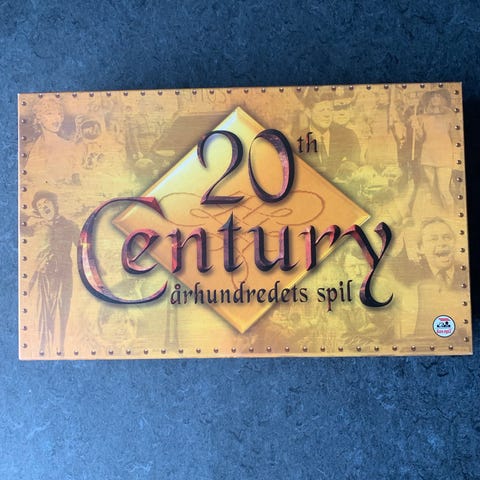 20th
Century
århundredets spil